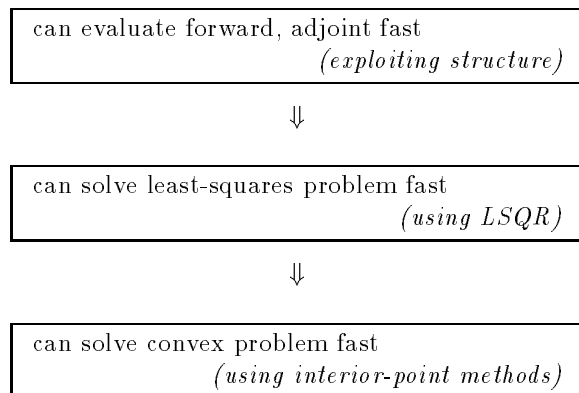 can evaluate forward, adjoint fast
(exploiting structure)
⇓
can solve least-squares problem fast
(using LSQR)
⇓
can solve convex problem fast
(using interior-point methods)